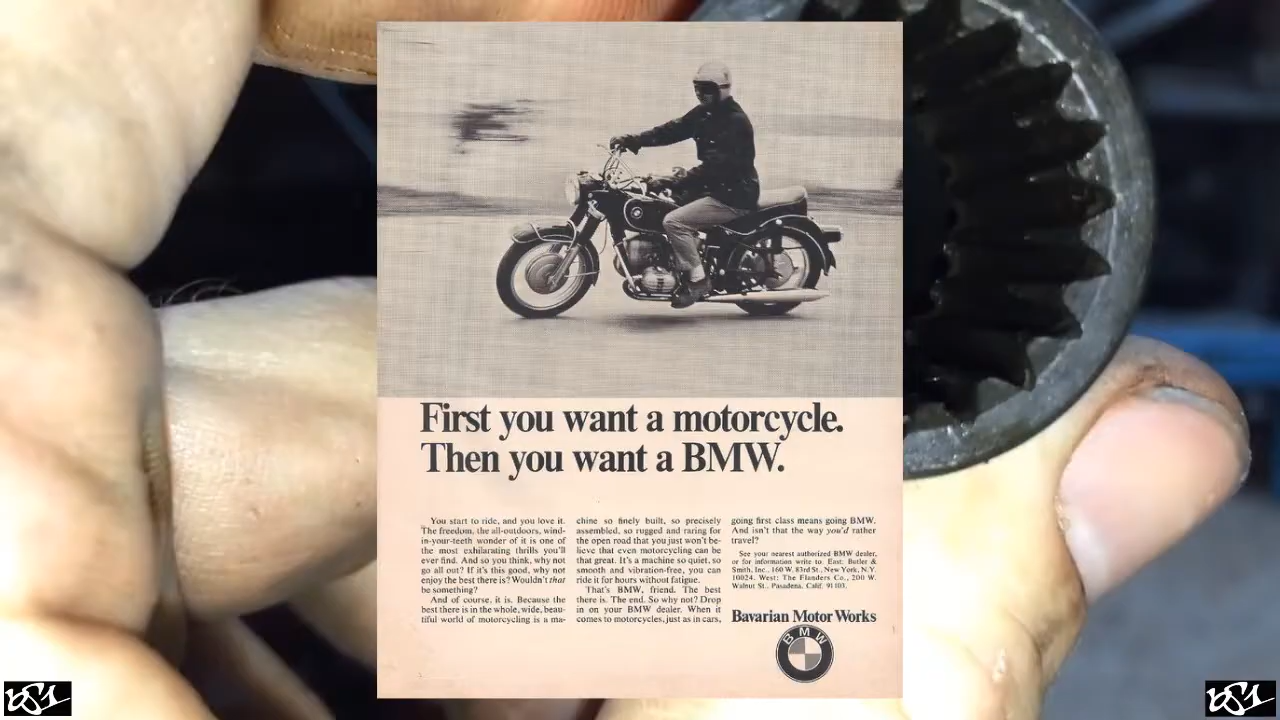 First you want a motorcycle.
Then you want a BMW.
You start to ride, and you love it.
The freedom, the all-outdoors, wind-
in-your-teeth wonder of it is one of
the most exhilarating thrills you'll
ever find. And so you think, why not
go all out? If it's this good, why not
enjoy the best there is? Wouldn't that
be something?
And of course, it is. Because the
best there is in the whole, wide, beau-
tiful world of motorcycling is a ma-
chine so finely built, so precisely
assembled, so rugged and raring for
the open road that you just won't be-
lieve that even motorcycling can be
that great. It's a machine so quiet, so
smooth and vibration-free, you can
ride it for hours without fatigue.
That's BMW, friend. The best
there is. The end. So why not? Drop
in on your BMW dealer. When it
comes to motorcycles, just as in cars,
going first class means going BMW.
And isn't that the way you'd rather
travel?
See your nearest authorized BMW dealer,
or for information write to. East: Butler &
Smith, Inc., 160 W. 83rd St., New York, N.Y.
10024. West: The Flanders Co., 200 W.
Walnut St., Pasadena, Calif. 91103.
Bavarian Motor Works
BMW